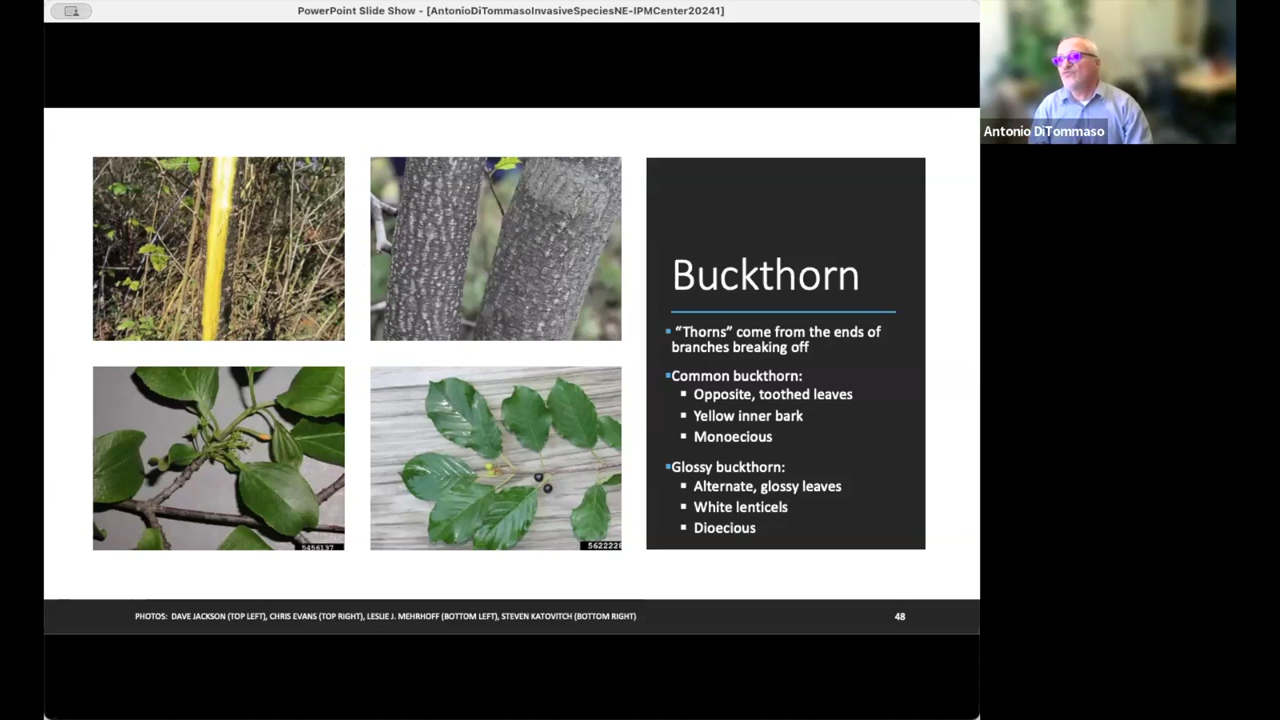 PowerPoint Slide Show - [AntonioDiTommasoInvasiveSpeciesNE-IPMCenter20241]
Antonio DiTommaso
Buckthorn
▪ “Thorns” come from the ends of
branches breaking off
▪Common buckthorn:
▪ Opposite, toothed leaves
▪ Yellow inner bark
▪ Monoecious
▪Glossy buckthorn:
▪ Alternate, glossy leaves
▪ White lenticels
▪ Dioecious
5456137
5622228
PHOTOS: DAVE JACKSON (TOP LEFT), CHRIS EVANS (TOP RIGHT), LESLIE J. MEHRHOFF (BOTTOM LEFT), STEVEN KATOVITCH (BOTTOM RIGHT)
48